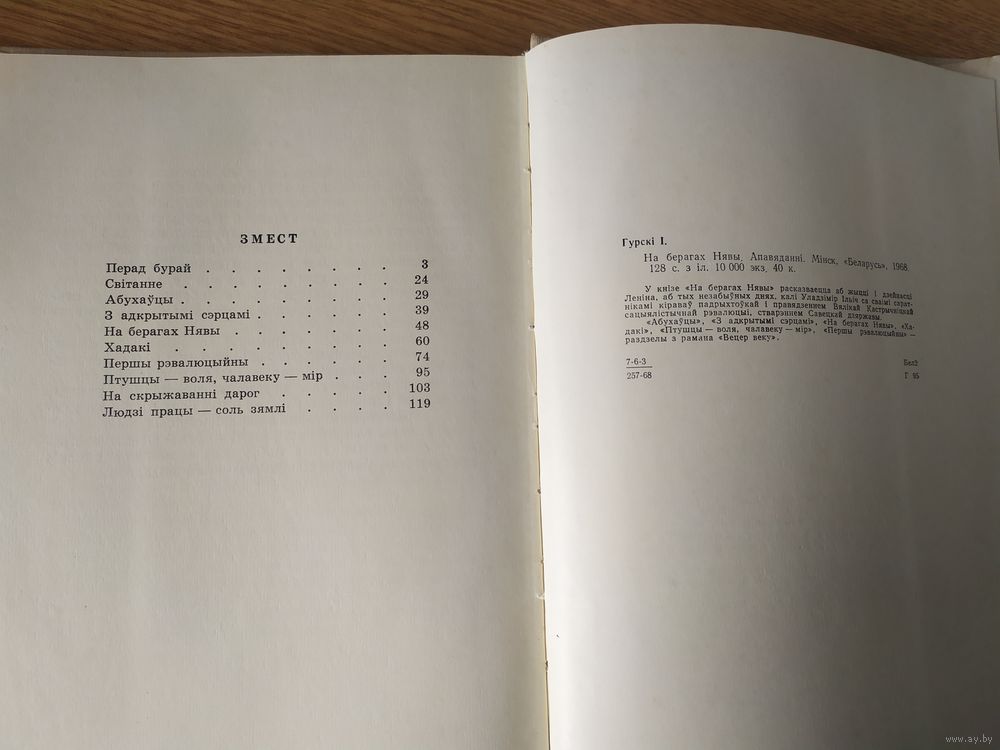 ЗМЕСТ
Перад бурай . . . . . . . . 3
Світанне . . . . . . . . 24
Абухаўцы . . . . . . . . 29
З адкрытымі сэрцамі . . . . . 39
На берагах Нявы . . . . . . 48
Хадакі . . . . . . . . 60
Першы рэвалюцыйны . . . . . 74
Птушцы — воля, чалавеку — мір . . . 95
На скрыжаванні дарог . . . . . 103
Людзі працы — соль зямлі . . . . 119
Гурскі І.
На берагах Нявы. Апавяданні. Мінск, «Беларусь», 1968.
128 с. з іл. 10 000 экз. 40 к.
У кнізе «На берагах Нявы» расказваецца аб жыцці і дзейнасці
Леніна, аб тых незабыўных днях, калі Уладзімір Ільіч са сваімі сарат-
нікамі кіраваў падрыхтоўкай і правядзеннем Вялікай Кастрычніцкай
сацыялістычнай рэвалюцыі, стварэннем Савецкай дзяржавы.
«Абухаўцы», «З адкрытымі сэрцамі», «На берагах Нявы», «Ха-
дакі», «Птушцы — воля, чалавеку — мір», «Першы рэвалюцыйны» —
раздзелы з рамана «Вецер веку».
7-6-3 Бел2
257-68 Г 95
www.ay.by